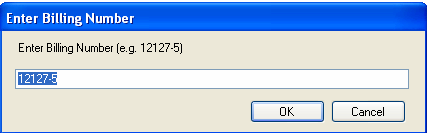 Enter Billing Number
Enter Billing Number (e.g. 12127-5)
12127-5
OK Cancel